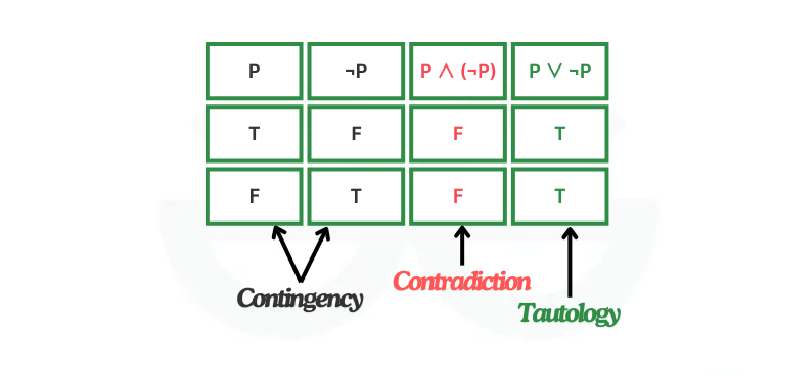 P ¬P P ∧ (¬P) P ∨ ¬P
T F F T
F T F T
Contradiction
Contingency
Tautology